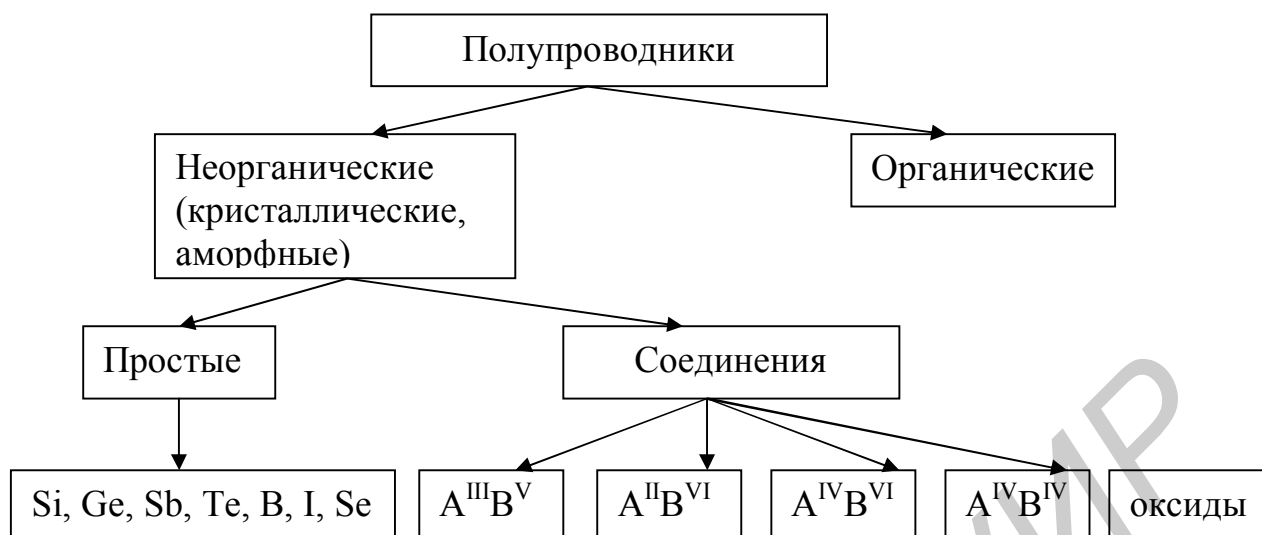 Полупроводники
Неорганические
(кристаллические,
аморфные)
Органические
Простые
Соединения
Si, Ge, Sb, Te, B, I, Se
A^III B^V
A^II B^VI
A^IV B^VI
A^IV B^IV
оксиды